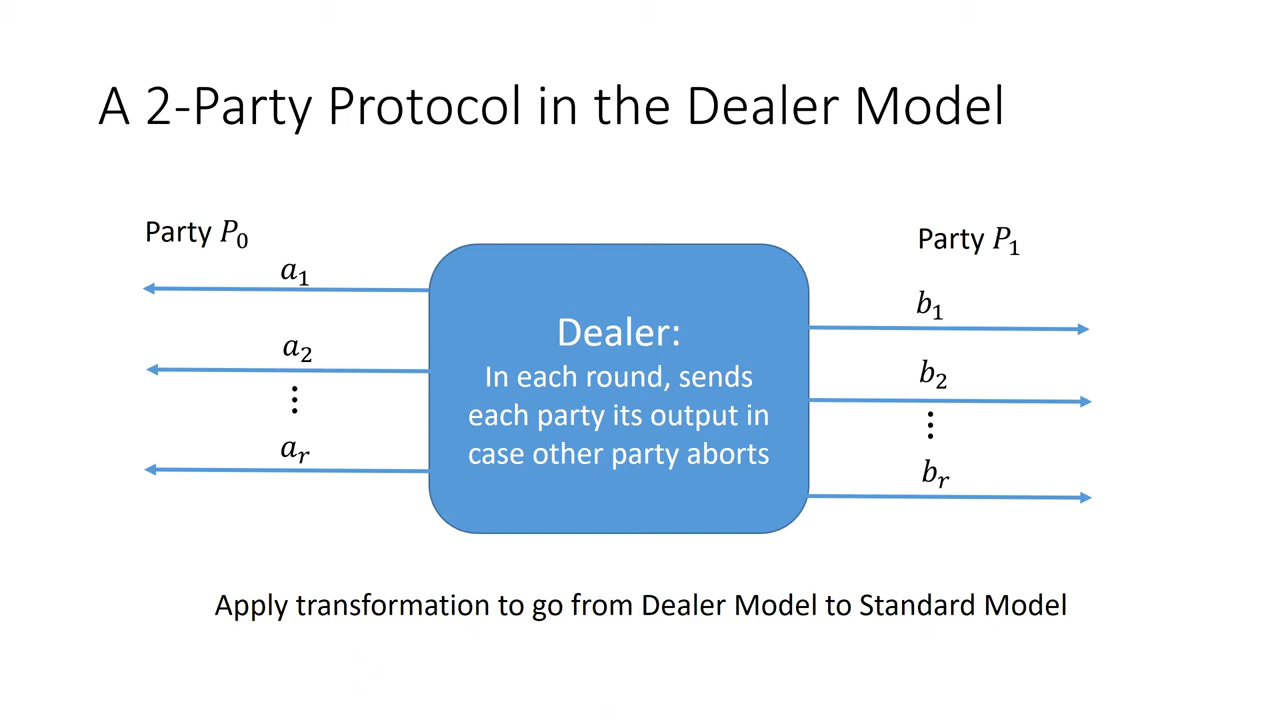 A 2-Party Protocol in the Dealer Model
Party P₀
Party P₁
a₁
b₁
a₂
b₂
⋮
⋮
aᵣ
bᵣ
Dealer:
In each round, sends
each party its output in
case other party aborts
Apply transformation to go from Dealer Model to Standard Model